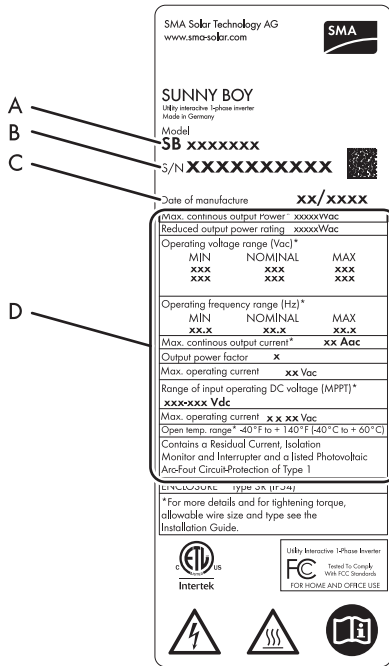 SMA Solar Technology AG
www.sma-solar.com
SMA
SUNNY BOY
Utility interacive 1-phase inverter
Made in Germany
Model
A
SB xxxxxxx
B
S/N xxxxxxxxxx
C
Date of manufacture xx/xxxx
D
Max. continous output Power* xxxxxWac
Reduced output power rating xxxxxWac
Operating voltage range (Vac)*
MIN NOMINAL MAX
xxx xxx xxx
xxx xxx xxx
Operating frequency range (Hz)*
MIN NOMINAL MAX
xx.x xx.x xx.x
Max. continous output current* xx Aac
Output power factor x
Max. operating current xx Vac
Range of input operating DC voltage (MPPT)*
xxx-xxx Vdc
Max. operating current xx xx Vac
Open temp. range* -40°F to + 140°F (-40°C to + 60°C)
Contains a Residual Current, Isolation
Monitor and Interrupter and a listed Photovoltaic
Arc-Fout Circuit-Protection of Type 1
ENCLOSURE Type 3R (IP54)
*For more details and for tightening torque,
allowable wire size and type see the
Installation Guide.
ETL
C US
Intertek
Utility Interactive 1-Phase Inverter
FC Tested To Comply
With FCC Standards
FOR HOME AND OFFICE USE